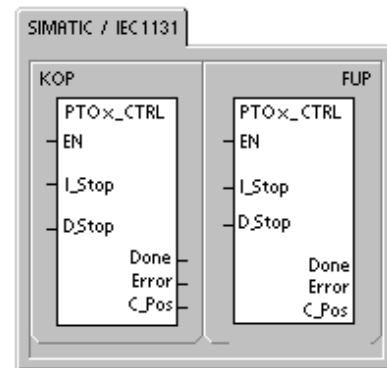 SIMATIC / IEC1131
KOP
PTOx_CTRL
EN
I_Stop
D_Stop
Done
Error
C_Pos
FUP
PTOx_CTRL
EN
I_Stop
D_Stop
Done
Error
C_Pos